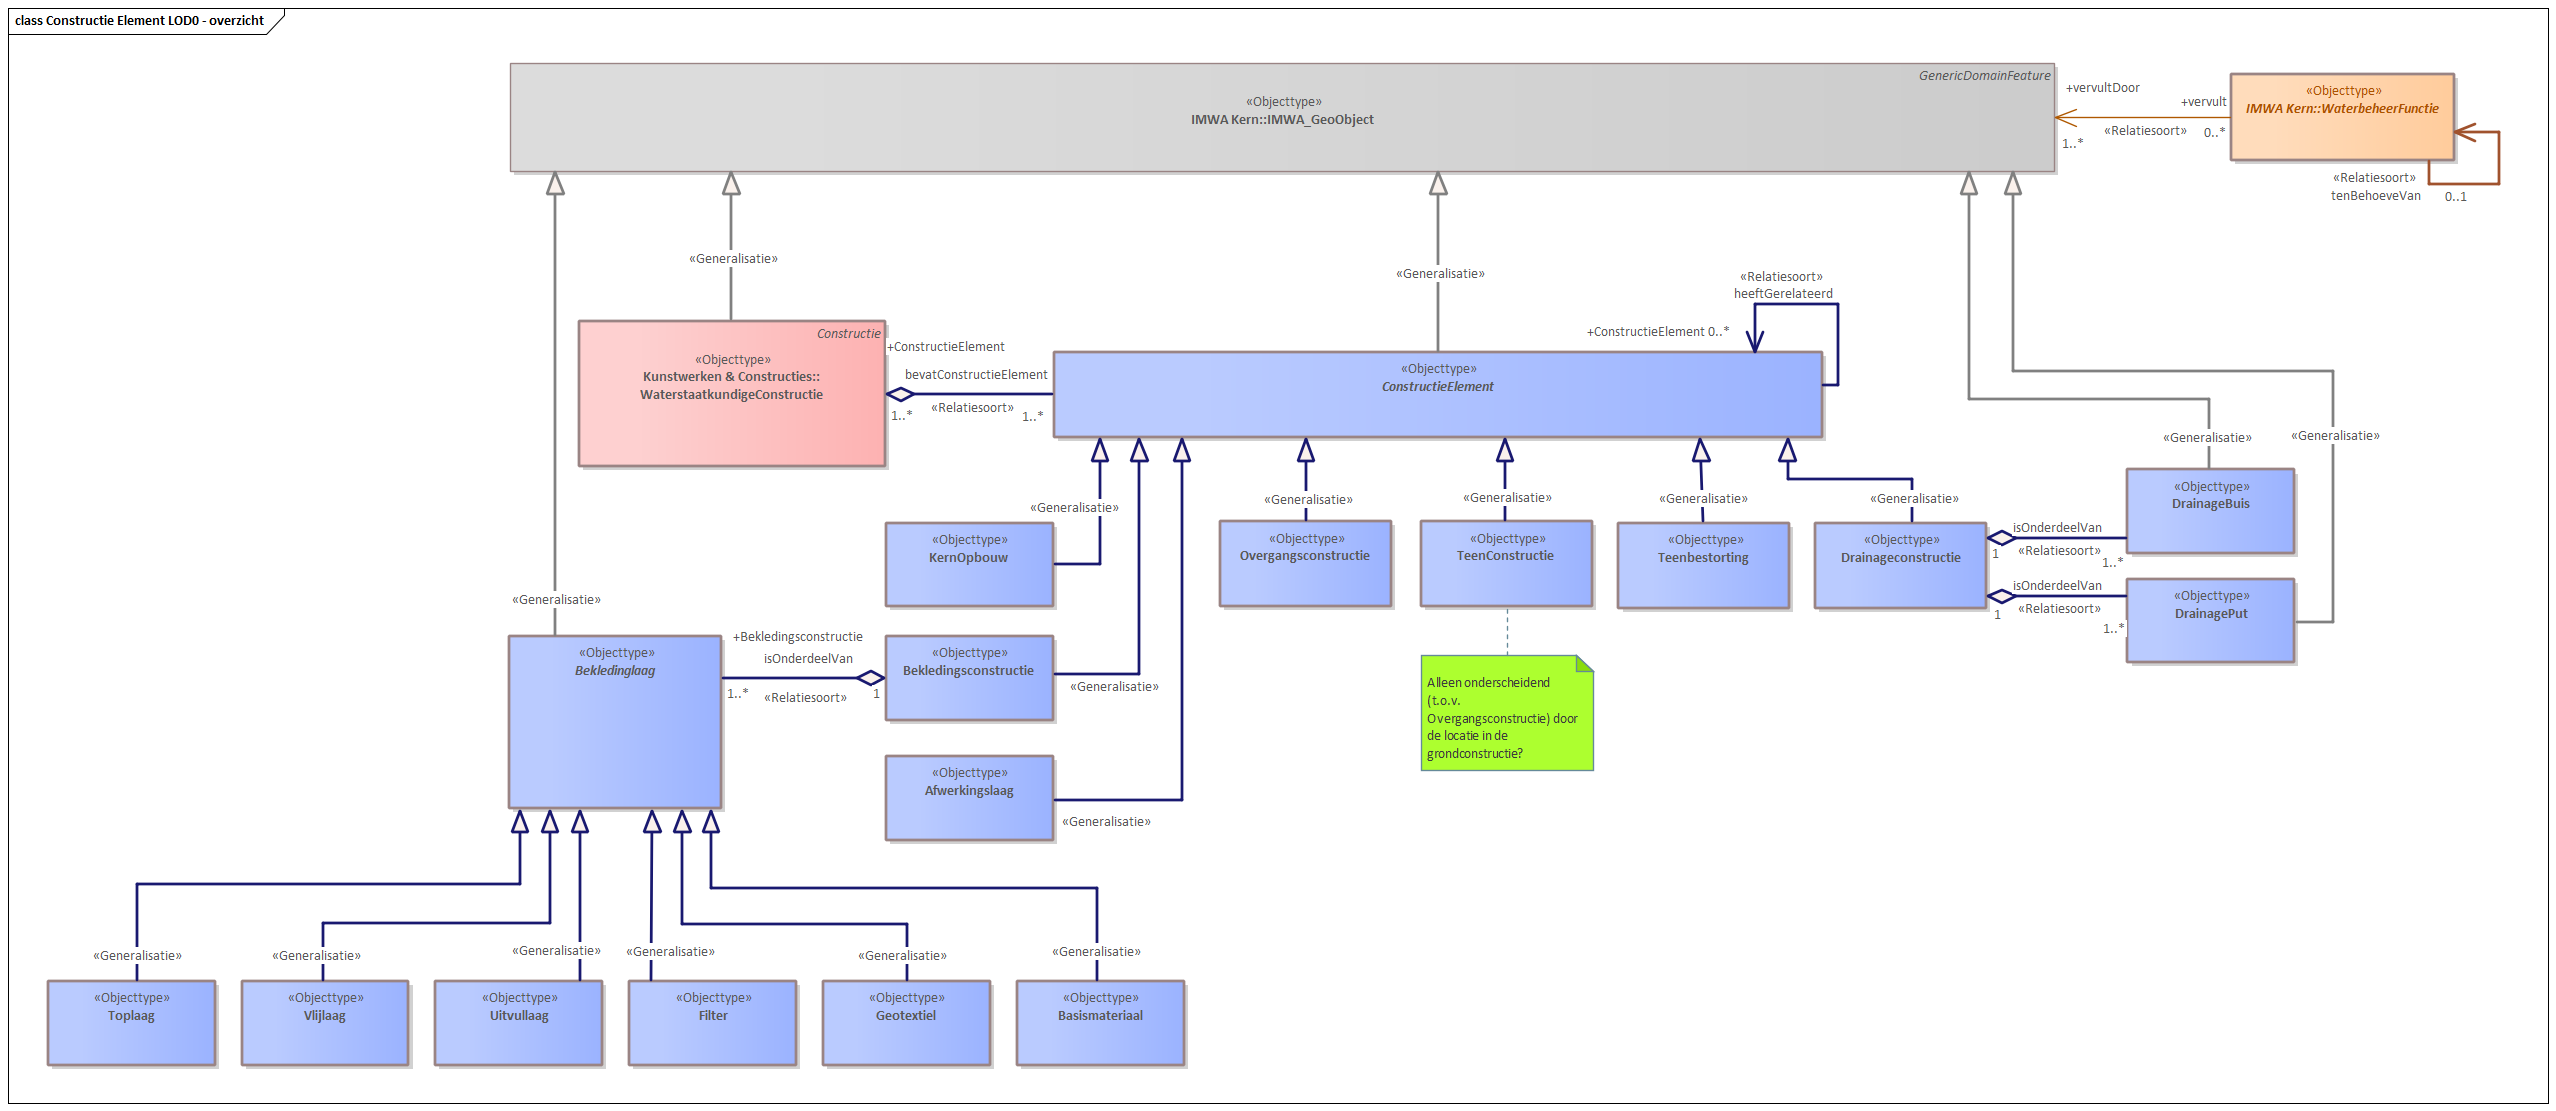 class Constructie Element LOD0 - overzicht
GenericDomainFeature
«Objecttype»
IMWA Kern::IMWA_GeoObject
+vervultDoor
+vervult
«Relatiesoort»
0..*
1..*
«Objecttype»
IMWA Kern::WaterbeheerFunctie
«Relatiesoort»
tenBehoeveVan
0..1
«Generalisatie»
«Generalisatie»
«Relatiesoort»
heeftGerelateerd
+ConstructieElement 0..*
Constructie
«Objecttype»
Kunstwerken & Constructies::
WaterstaatkundigeConstructie
+ConstructieElement
bevatConstructieElement
«Relatiesoort»
1..*
1..*
«Objecttype»
ConstructieElement
«Generalisatie»
«Generalisatie»
«Generalisatie»
«Generalisatie»
«Generalisatie»
«Generalisatie»
«Generalisatie»
«Objecttype»
KernOpbouw
«Objecttype»
Overgangsconstructie
«Objecttype»
TeenConstructie
«Objecttype»
Teenbestorting
«Objecttype»
Drainageconstructie
isOnderdeelVan
«Relatiesoort»
1
1..*
«Objecttype»
DrainageBuis
isOnderdeelVan
«Relatiesoort»
1
1..*
«Objecttype»
DrainagePut
«Generalisatie»
«Objecttype»
Bekledinglaag
+Bekledingsconstructie
isOnderdeelVan
1..*
«Relatiesoort»
1
«Objecttype»
Bekledingsconstructie
«Generalisatie»
«Objecttype»
Afwerkingslaag
«Generalisatie»
Alleen onderscheidend
(t.o.v.
Overgangsconstructie) door
de locatie in de
grondconstructie?
«Generalisatie»
«Generalisatie»
«Generalisatie»
«Generalisatie»
«Generalisatie»
«Generalisatie»
«Objecttype»
Toplaag
«Objecttype»
Vlijlaag
«Objecttype»
Uitvullaag
«Objecttype»
Filter
«Objecttype»
Geotextiel
«Objecttype»
Basismateriaal